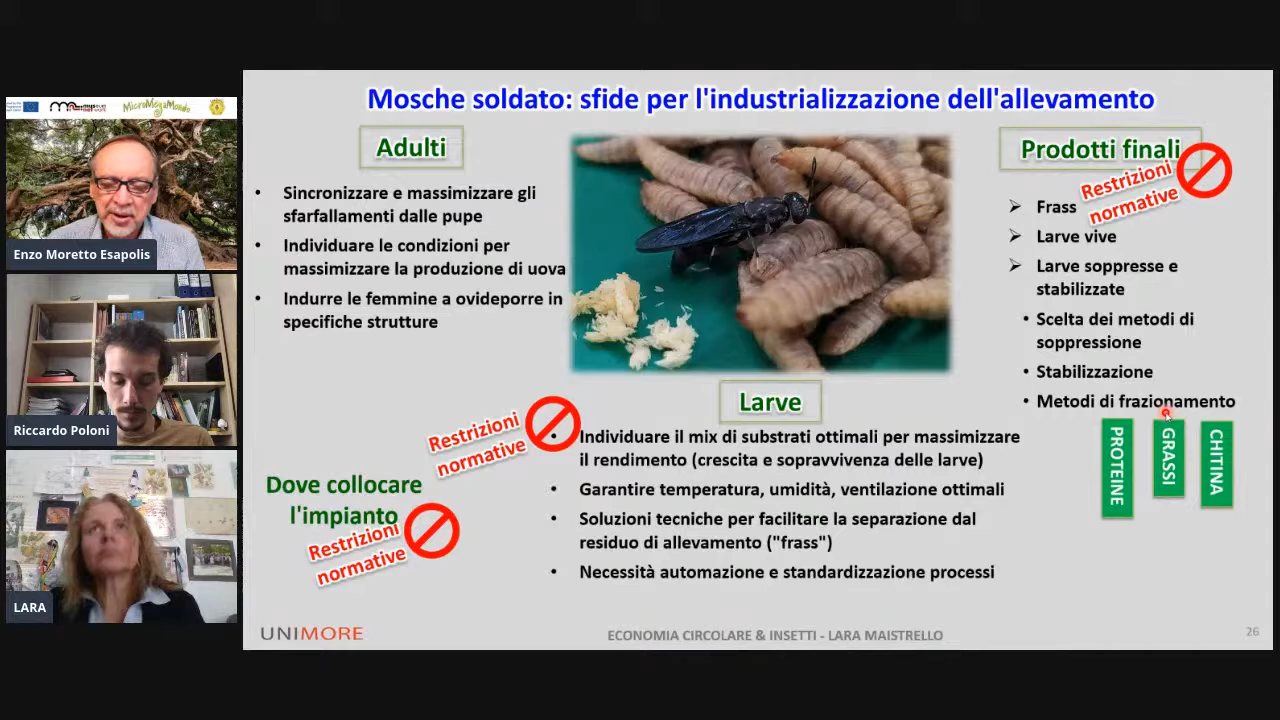 MicroMegaMondo
Enzo Moretto Esapolis
Riccardo Poloni
LARA
Mosche soldato: sfide per l'industrializzazione dell'allevamento
Adulti
• Sincronizzare e massimizzare gli
sfarfallamenti dalle pupe
• Individuare le condizioni per
massimizzare la produzione di uova
• Indurre le femmine a ovideporre in
specifiche strutture
Prodotti finali
Restrizioni
normative
Frass
Larve vive
Larve soppresse e
stabilizzate
• Scelta dei metodi di
soppressione
• Stabilizzazione
• Metodi di frazionamento
PROTEINE
GRASSI
CHITINA
Larve
Restrizioni
normative
• Individuare il mix di substrati ottimali per massimizzare
il rendimento (crescita e sopravvivenza delle larve)
• Garantire temperatura, umidità, ventilazione ottimali
• Soluzioni tecniche per facilitare la separazione dal
residuo di allevamento ("frass")
• Necessità automazione e standardizzazione processi
Dove collocare
l'impianto
Restrizioni
normative
UNIMORE
ECONOMIA CIRCOLARE & INSETTI - LARA MAISTRELLO
26